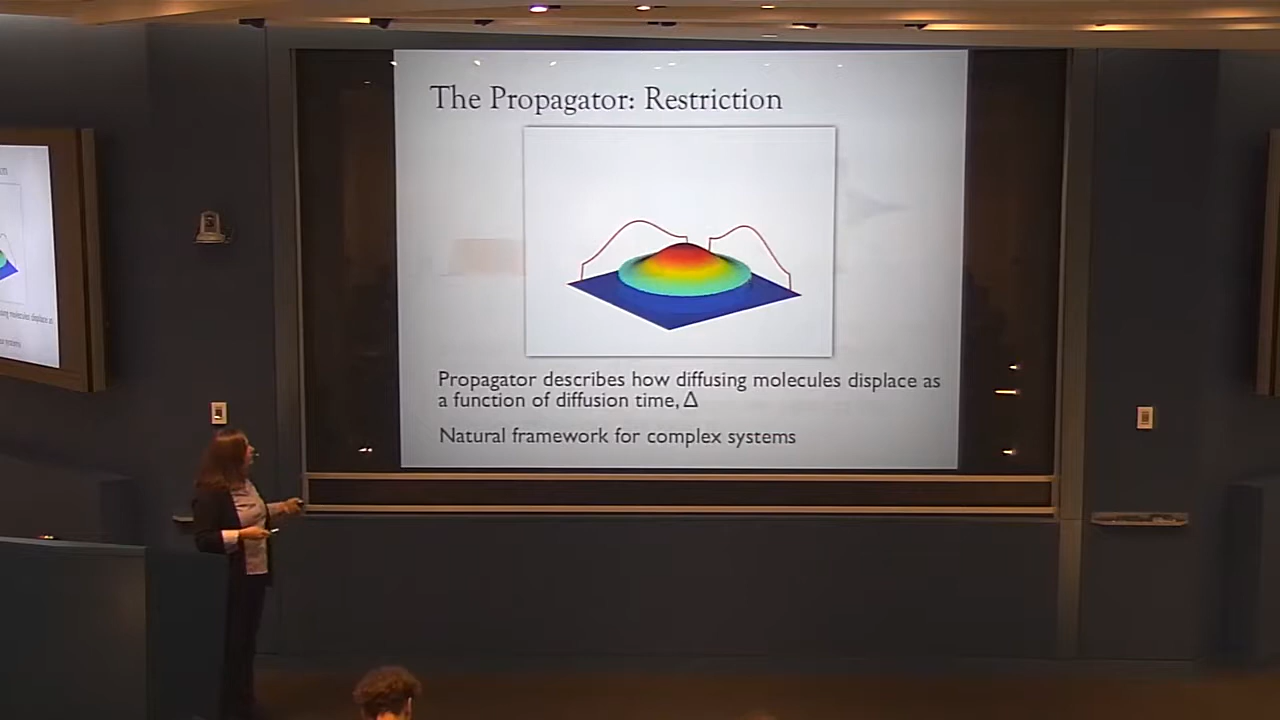 The Propagator: Restriction
Propagator describes how diffusing molecules displace as
a function of diffusion time, Δ
Natural framework for complex systems